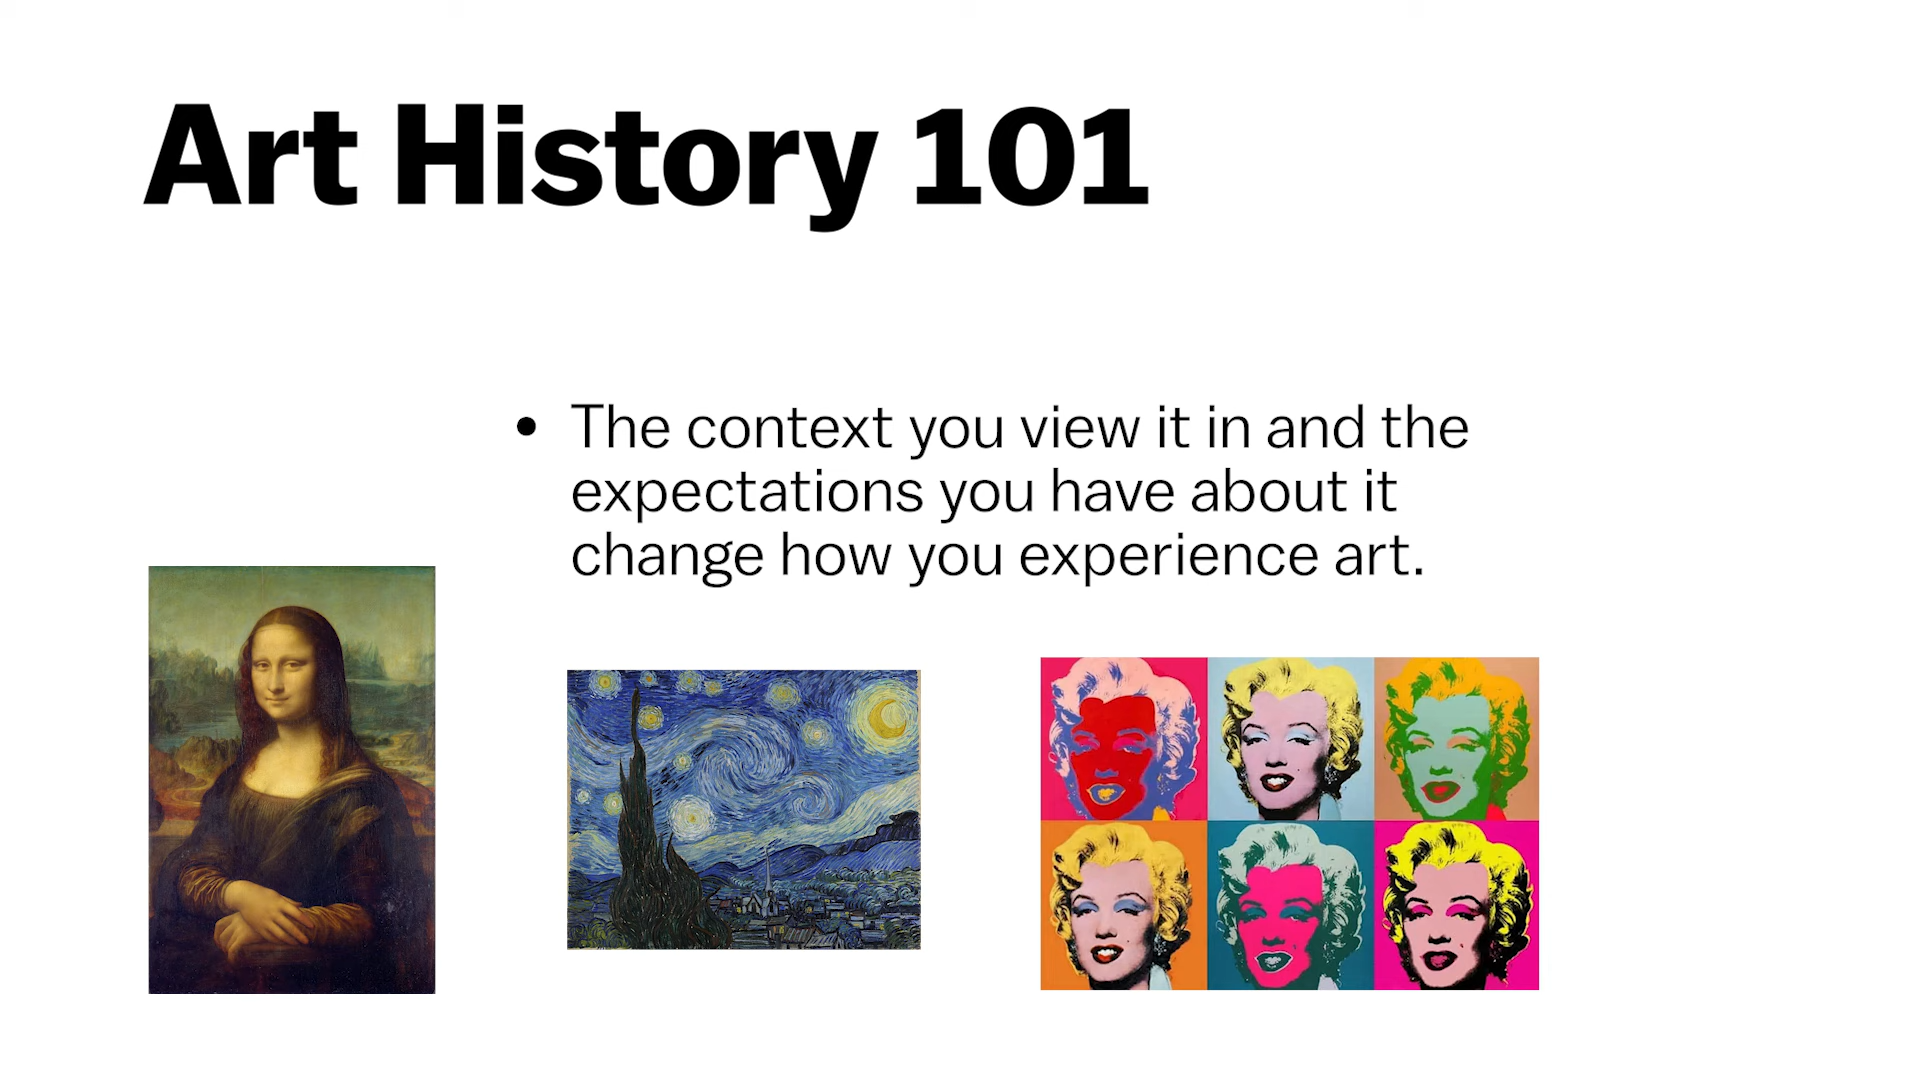 Art History 101
• The context you view it in and the
expectations you have about it
change how you experience art.